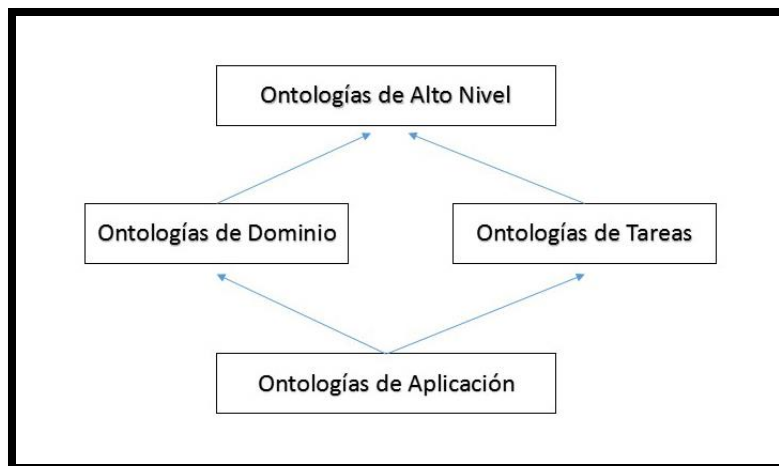 Ontologías de Alto Nivel
Ontologías de Dominio
Ontologías de Tareas
Ontologías de Aplicación